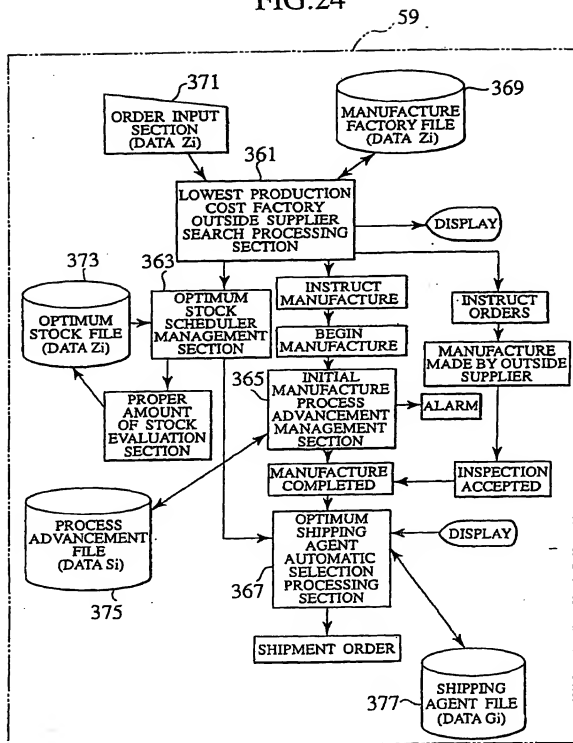 FIG.24
59
371
ORDER INPUT
SECTION
(DATA Zi)
369
MANUFACTURE
FACTORY FILE
(DATA Zi)
361
LOWEST PRODUCTION
COST FACTORY
OUTSIDE SUPPLIER
SEARCH PROCESSING
SECTION
DISPLAY
373
OPTIMUM
STOCK FILE
(DATA Zi)
363
OPTIMUM
STOCK
SCHEDULER
MANAGEMENT
SECTION
INSTRUCT
MANUFACTURE
INSTRUCT
ORDERS
BEGIN
MANUFACTURE
MANUFACTURE
MADE BY OUTSIDE
SUPPLIER
PROPER
AMOUNT
OF STOCK
EVALUATION
SECTION
365
INITIAL
MANUFACTURE
PROCESS
ADVANCEMENT
MANAGEMENT
SECTION
ALARM
MANUFACTURE
COMPLETED
INSPECTION
ACCEPTED
PROCESS
ADVANCEMENT
FILE
(DATA Si)
375
OPTIMUM
SHIPPING
AGENT
AUTOMATIC
SELECTION
PROCESSING
SECTION
367
DISPLAY
SHIPMENT ORDER
377
SHIPPING
AGENT FILE
(DATA Gi)